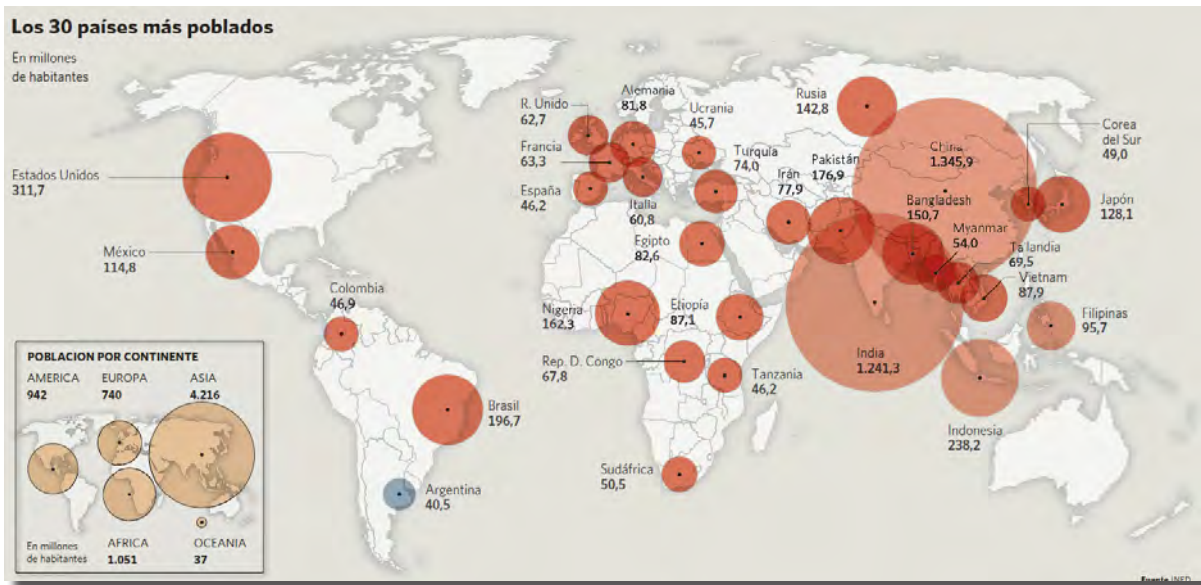 Los 30 países más poblados
En millones
de habitantes
Estados Unidos
311,7
México
114,8
Colombia
46,9
Brasil
196,7
Argentina
40,5
R. Unido
62,7
Alemania
81,8
Ucrania
45,7
Francia
63,3
España
46,2
Italia
60,8
Turquía
74,0
Egipto
82,6
Irán
77,9
Pakistán
176,9
Rusia
142,8
China
1.345,9
Corea
del Sur
49,0
Japón
128,1
Bangladesh
150,7
Myanmar
54,0
Tailandia
69,5
Vietnam
87,9
Filipinas
95,7
India
1.241,3
Indonesia
238,2
Nigeria
162,3
Etiopía
87,1
Rep. D. Congo
67,8
Tanzania
46,2
Sudáfrica
50,5
POBLACION POR CONTINENTE
AMERICA
942
EUROPA
740
ASIA
4.216
En millones
de habitantes
AFRICA
1.051
OCEANIA
37